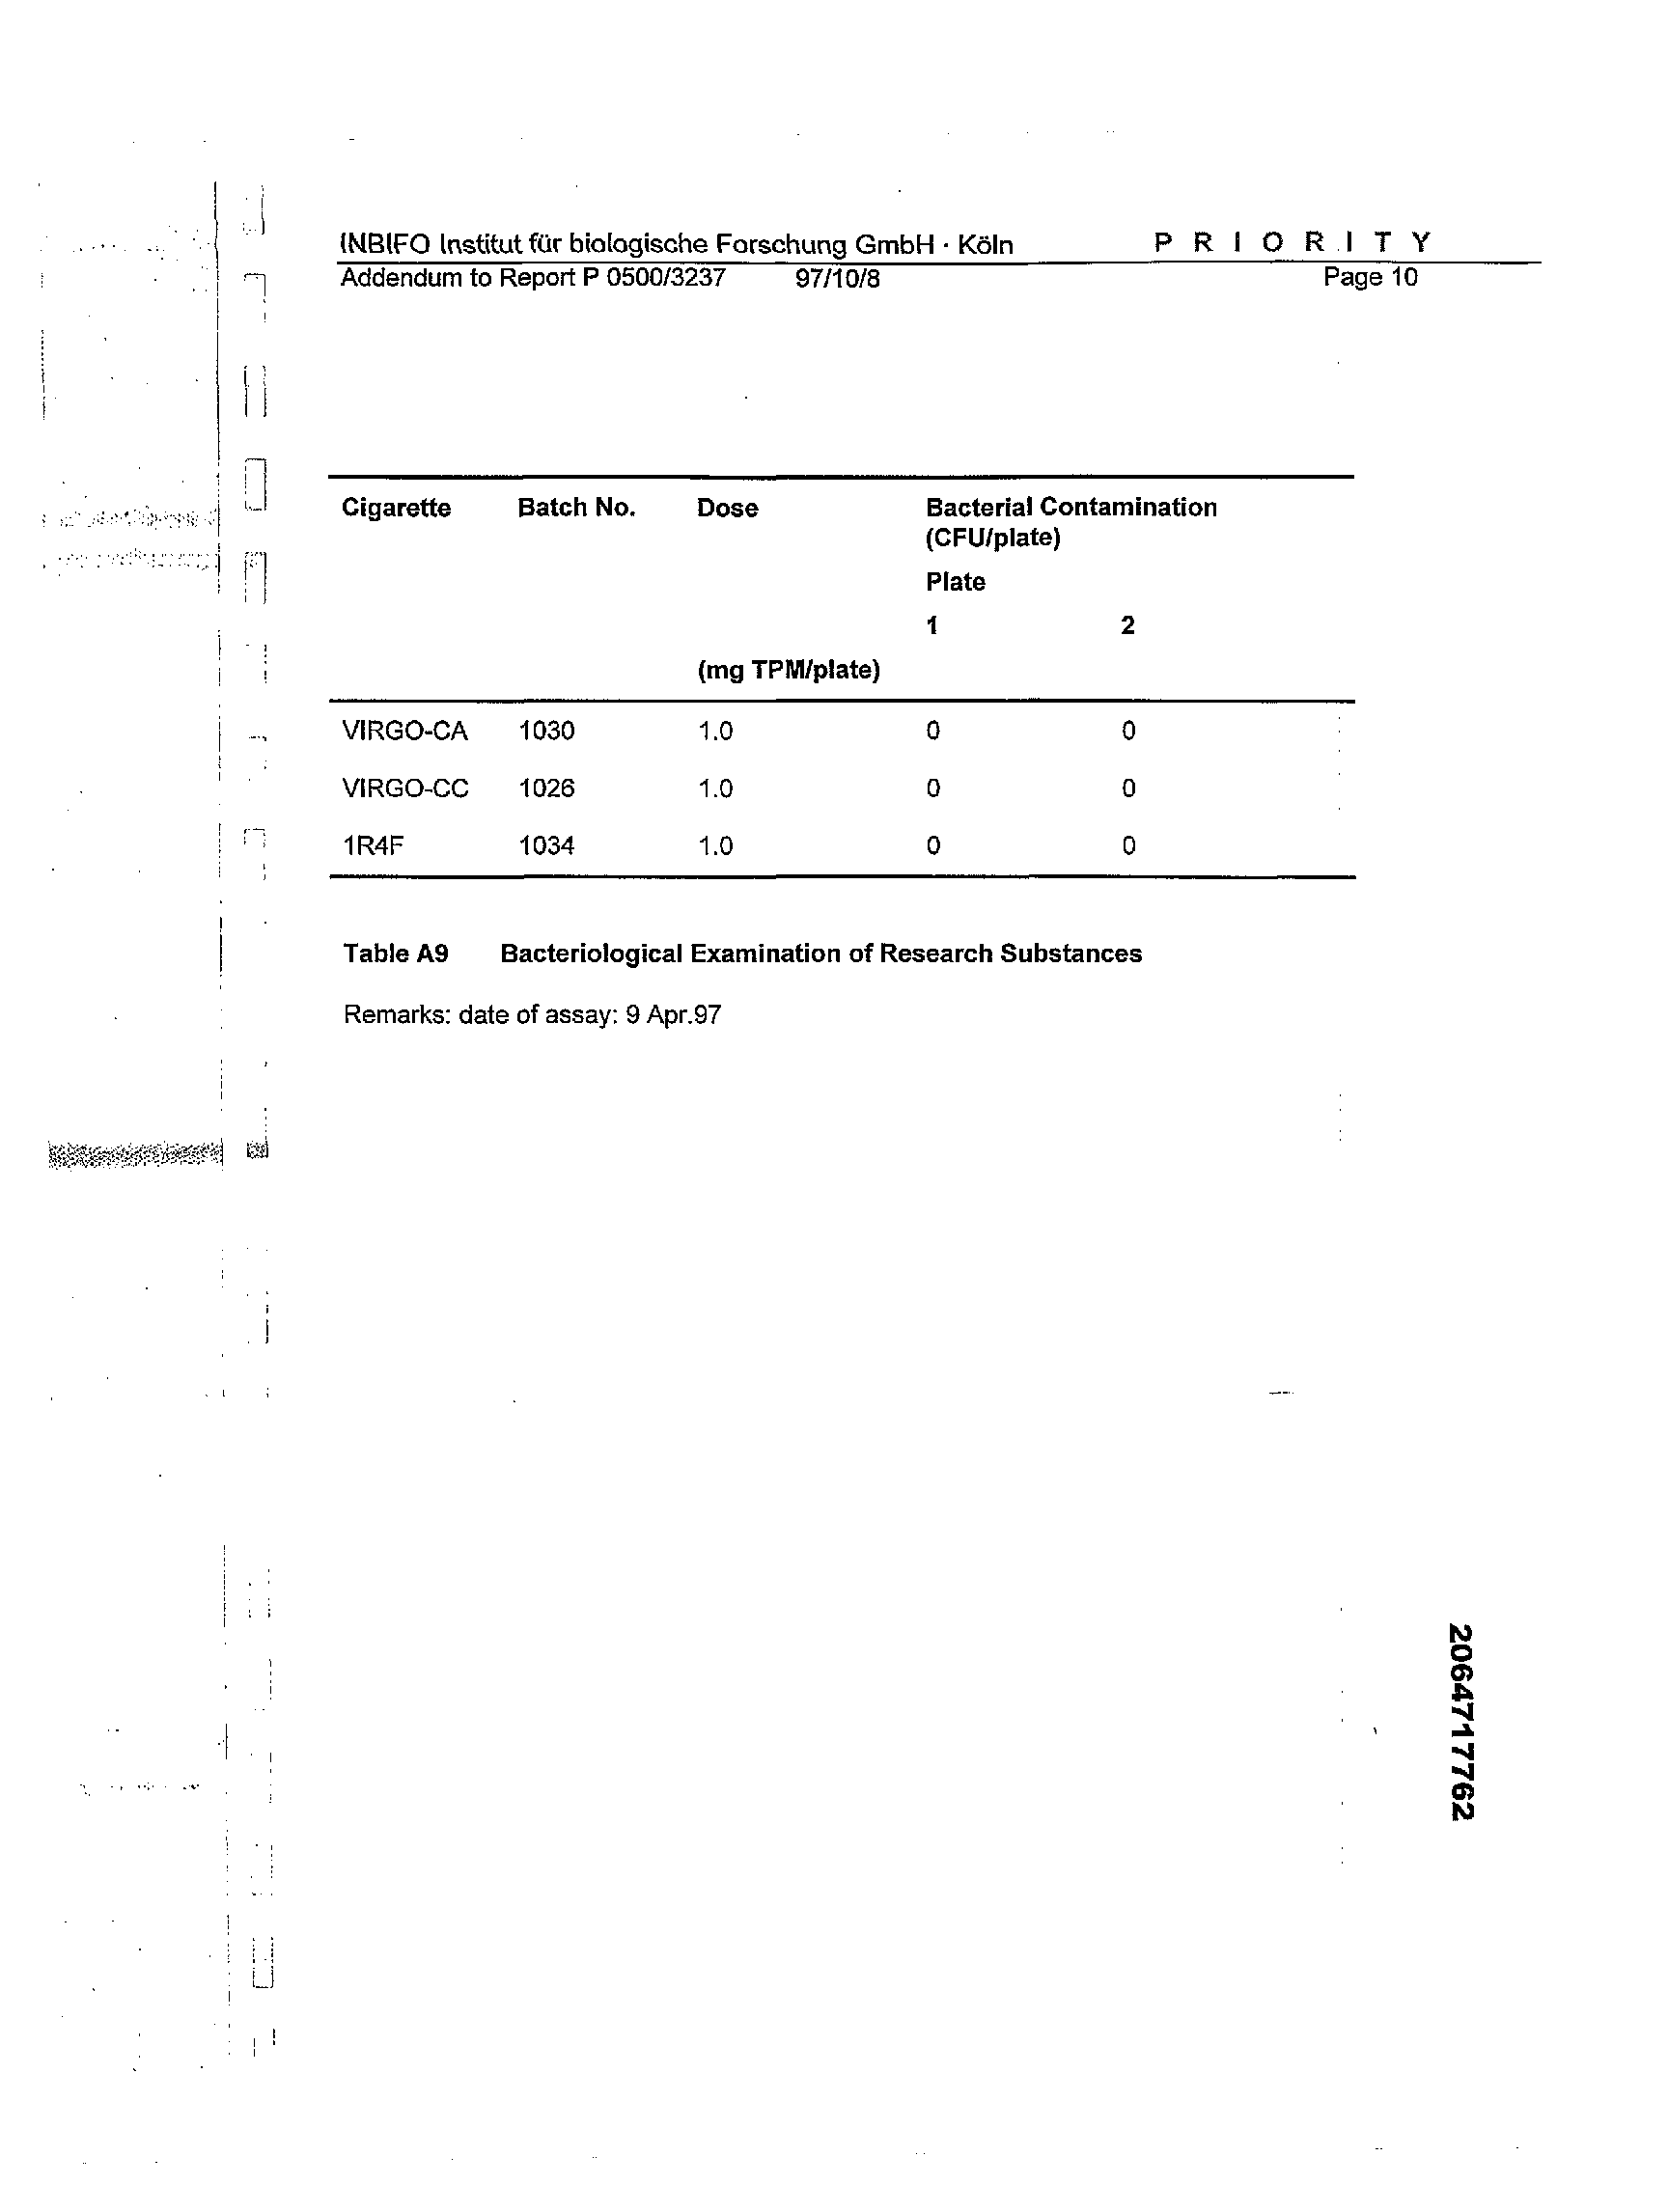 INBIFO Institut für biologische Forschung GmbH · Köln P R I O R I T Y
Addendum to Report P 0500/3237 97/10/8 Page 10
Cigarette Batch No. Dose Bacterial Contamination
(CFU/plate)
Plate
1 2
(mg TPM/plate)
VIRGO-CA 1030 1.0 0 0
VIRGO-CC 1026 1.0 0 0
1R4F 1034 1.0 0 0
Table A9 Bacteriological Examination of Research Substances
Remarks: date of assay: 9 Apr.97
2064717762